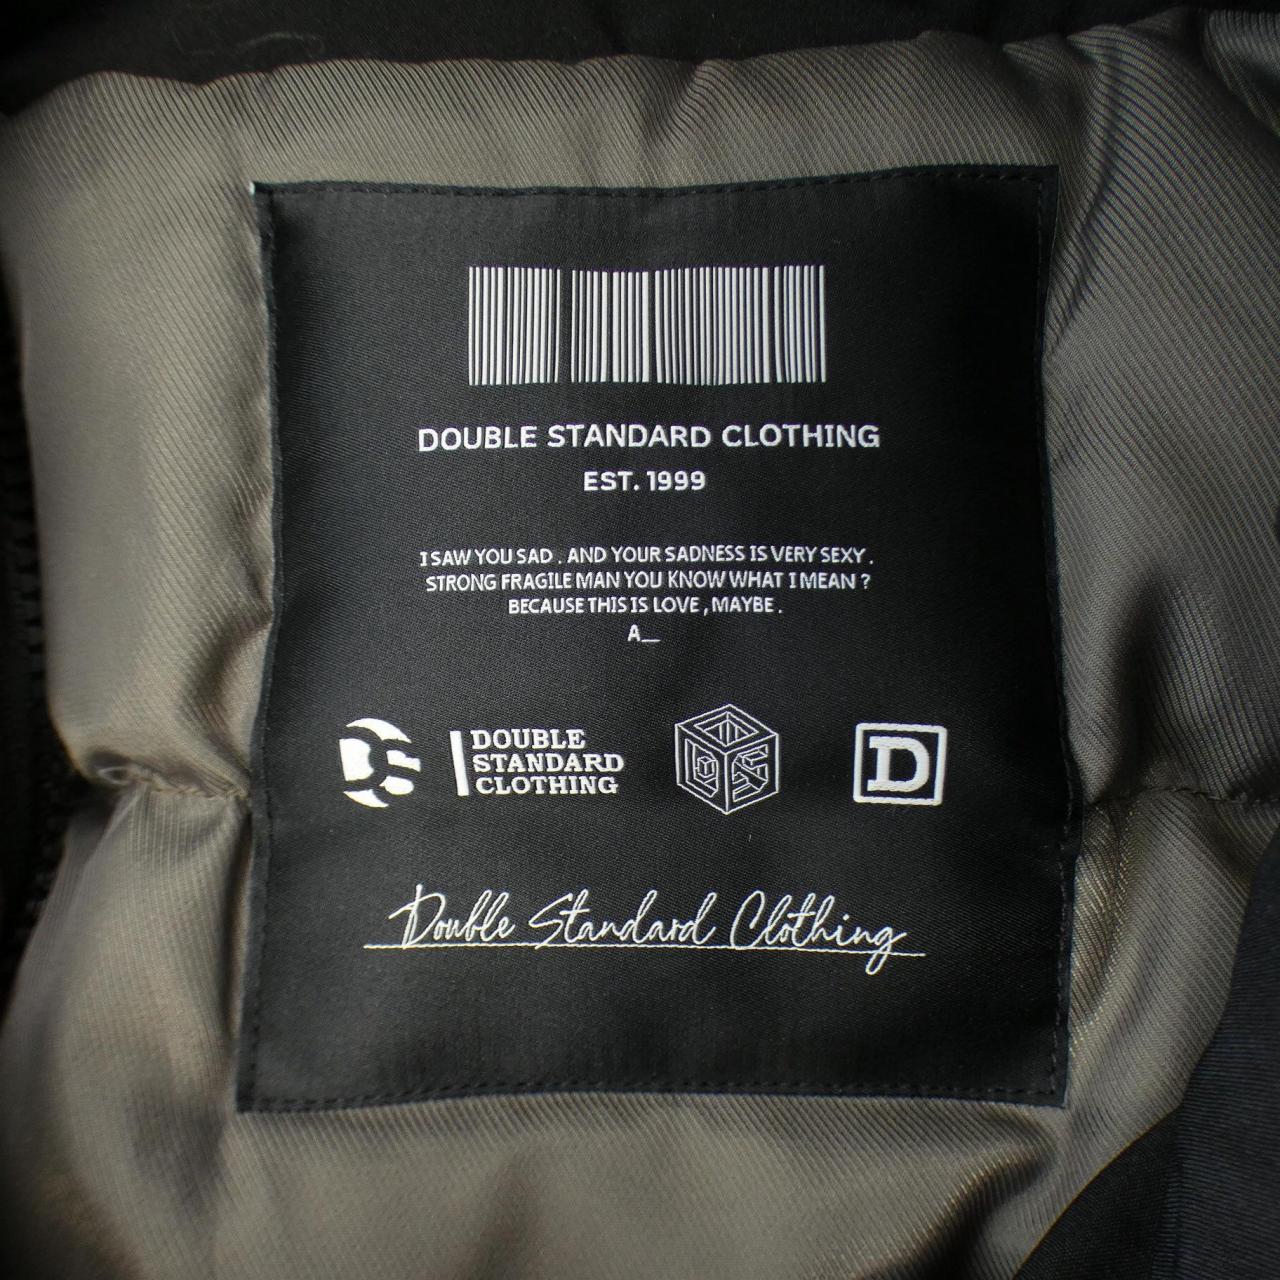 DOUBLE STANDARD CLOTHING
EST. 1999
I SAW YOU SAD . AND YOUR SADNESS IS VERY SEXY .
STRONG FRAGILE MAN YOU KNOW WHAT I MEAN ?
BECAUSE THIS IS LOVE , MAYBE .
A_
DS
DOUBLE
STANDARD
CLOTHING
D
Double Standard Clothing